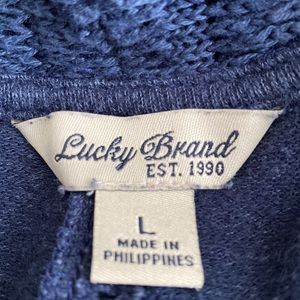 Lucky Brand
EST. 1990
L
MADE IN
PHILIPPINES